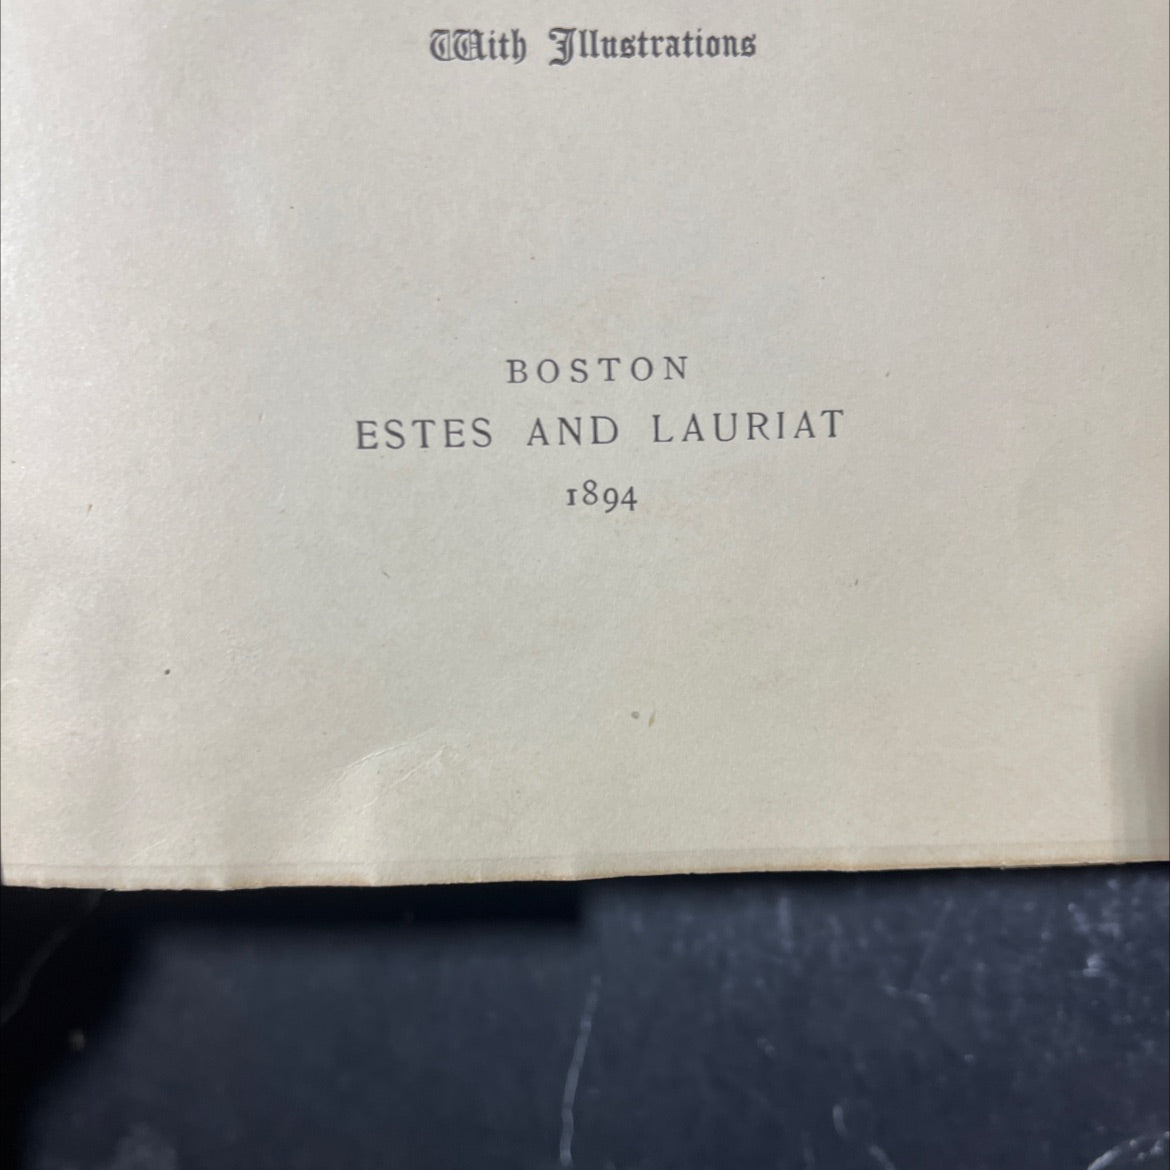 With Illustrations
BOSTON
ESTES AND LAURIAT
1894